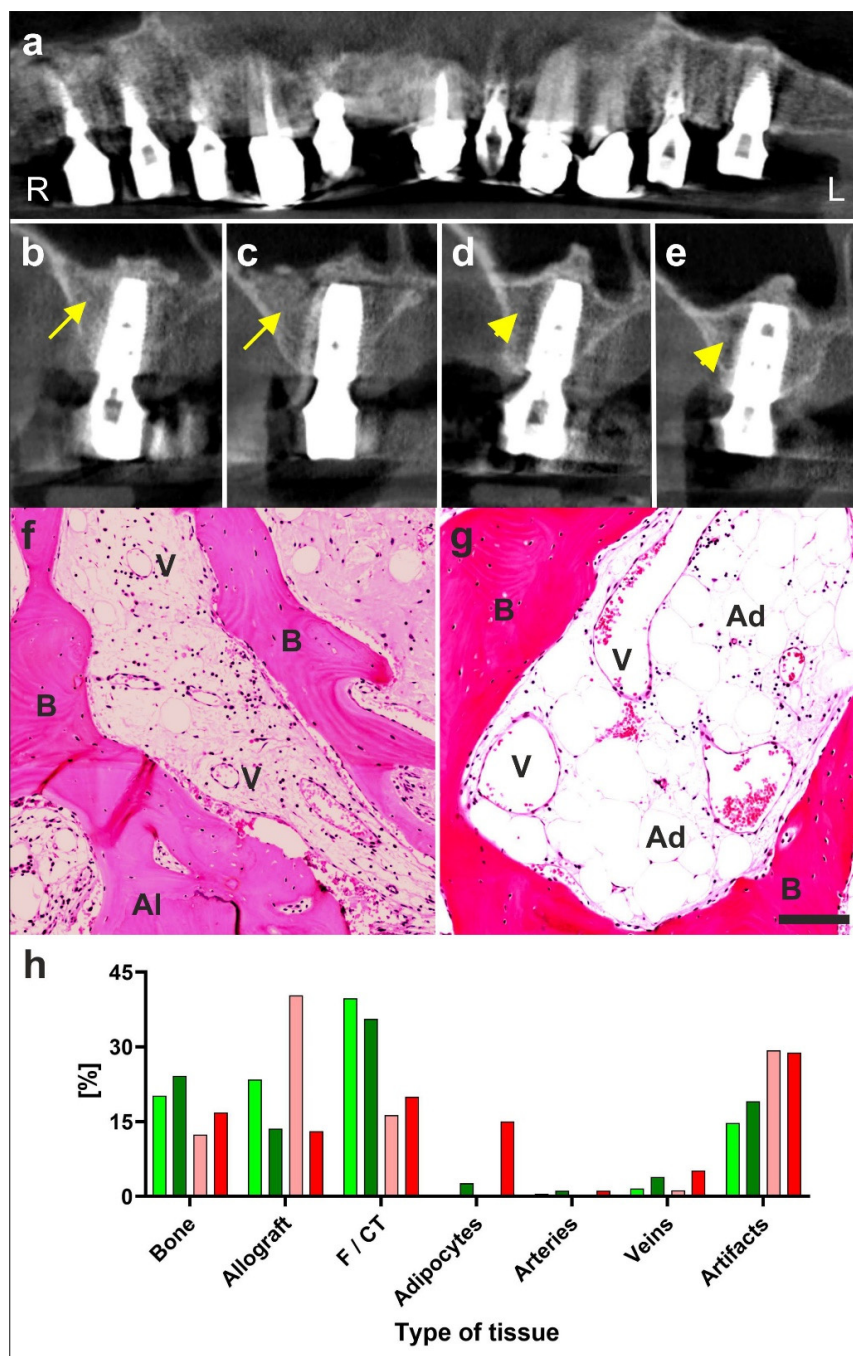 a
R L
b c d e
f g
V
B
V
B
V
Al
B
Ad
V
V
Ad
B
h
45
30
15
0
[%]
Bone
Allograft
F / CT
Adipocytes
Arteries
Veins
Artifacts
Type of tissue